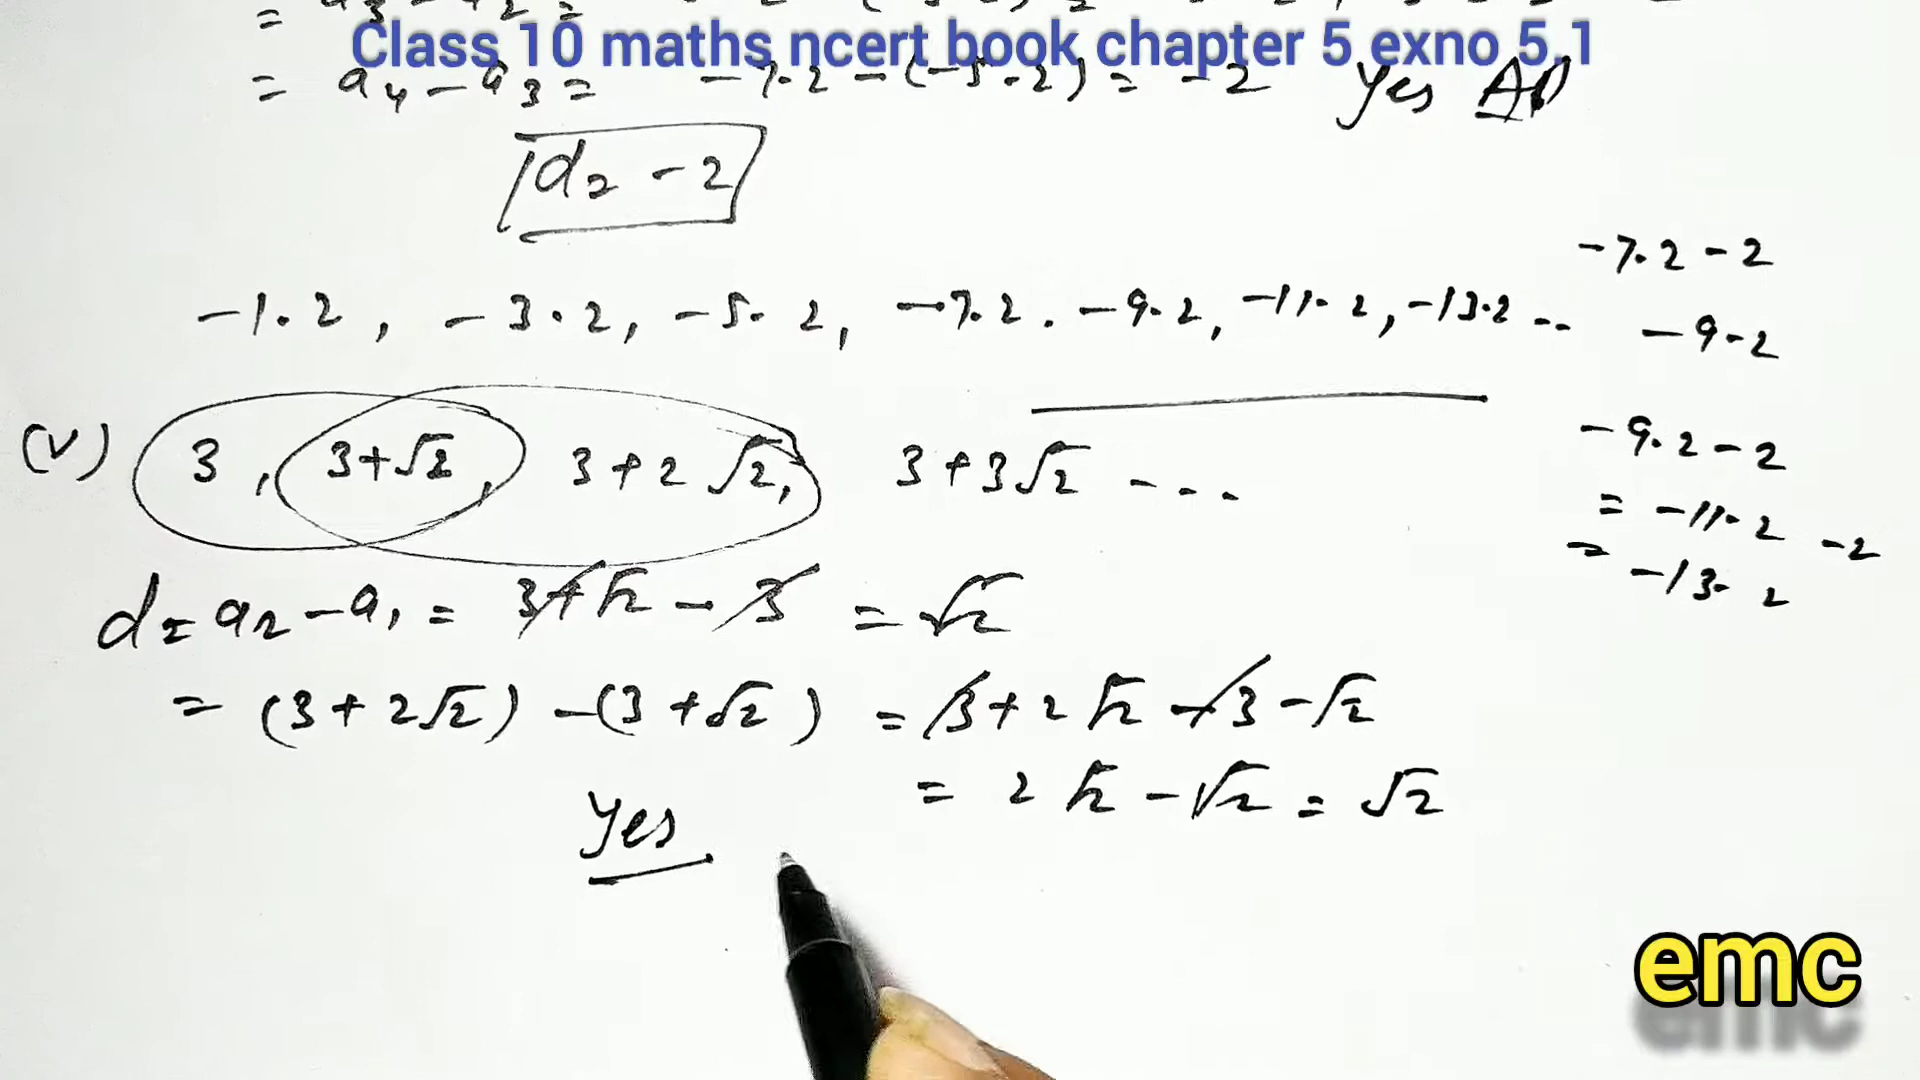 = a3 - a2 =
Class 10 maths ncert book chapter 5 exno 5.1
= a4 - a3 = -7.2 - (-5.2) = -2 Yes AP
d = -2
-7.2 - 2
-1.2, -3.2, -5.2, -7.2. -9.2, -11.2, -13.2 --
-9.2
(v) 3, 3+√2, 3+2√2, 3+3√2 ----
-9.2 - 2
= -11.2 -2
= -13.2
d = a2 - a1 = 3+√2 - 3 = √2
= (3+2√2) - (3+√2) = 3+2√2 - 3 - √2
= 2√2 - √2 = √2
Yes
emc